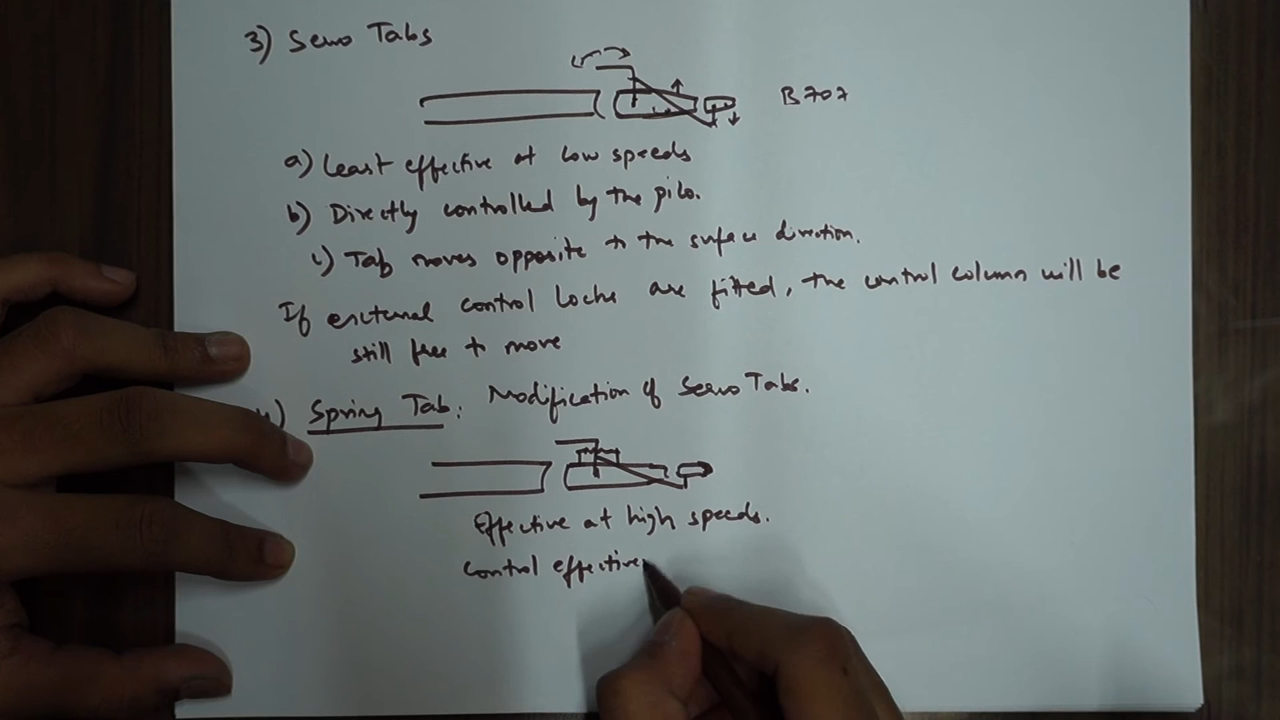 3) Servo Tabs
B707
a) Least effective at low speeds
b) Directly controlled by the pilo.
c) Tab moves opposite to the surface direction.
If external control locks are fitted, the control column will be
still free to move
4) Spring Tab: Modification of Servo Tabs.
Effective at high speeds.
Control effective